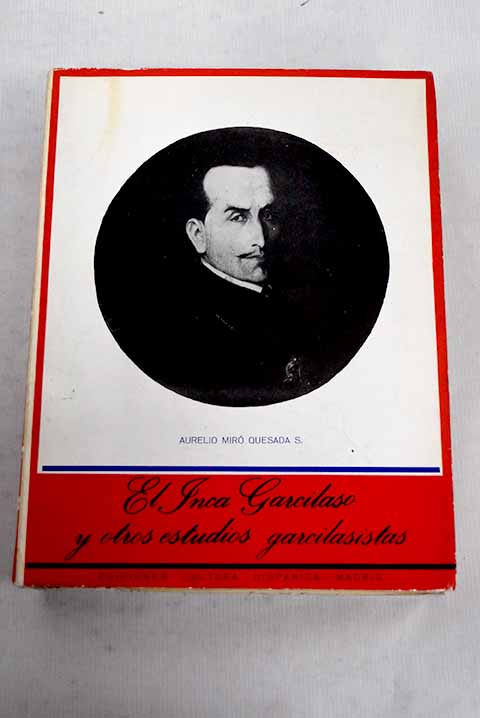 AURELIO MIRÓ QUESADA S.
El Inca Garcilaso
y otros estudios garcilasistas
EDICIONES CULTURA HISPANICA - MADRID